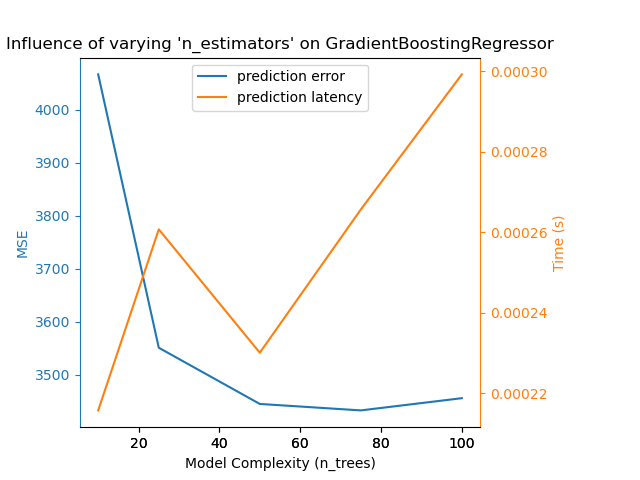 Influence of varying 'n_estimators' on GradientBoostingRegressor
prediction error
prediction latency
MSE
4000
3900
3800
3700
3600
3500
0.00030
0.00028
0.00026
0.00024
0.00022
Time (s)
20 40 60 80 100
Model Complexity (n_trees)